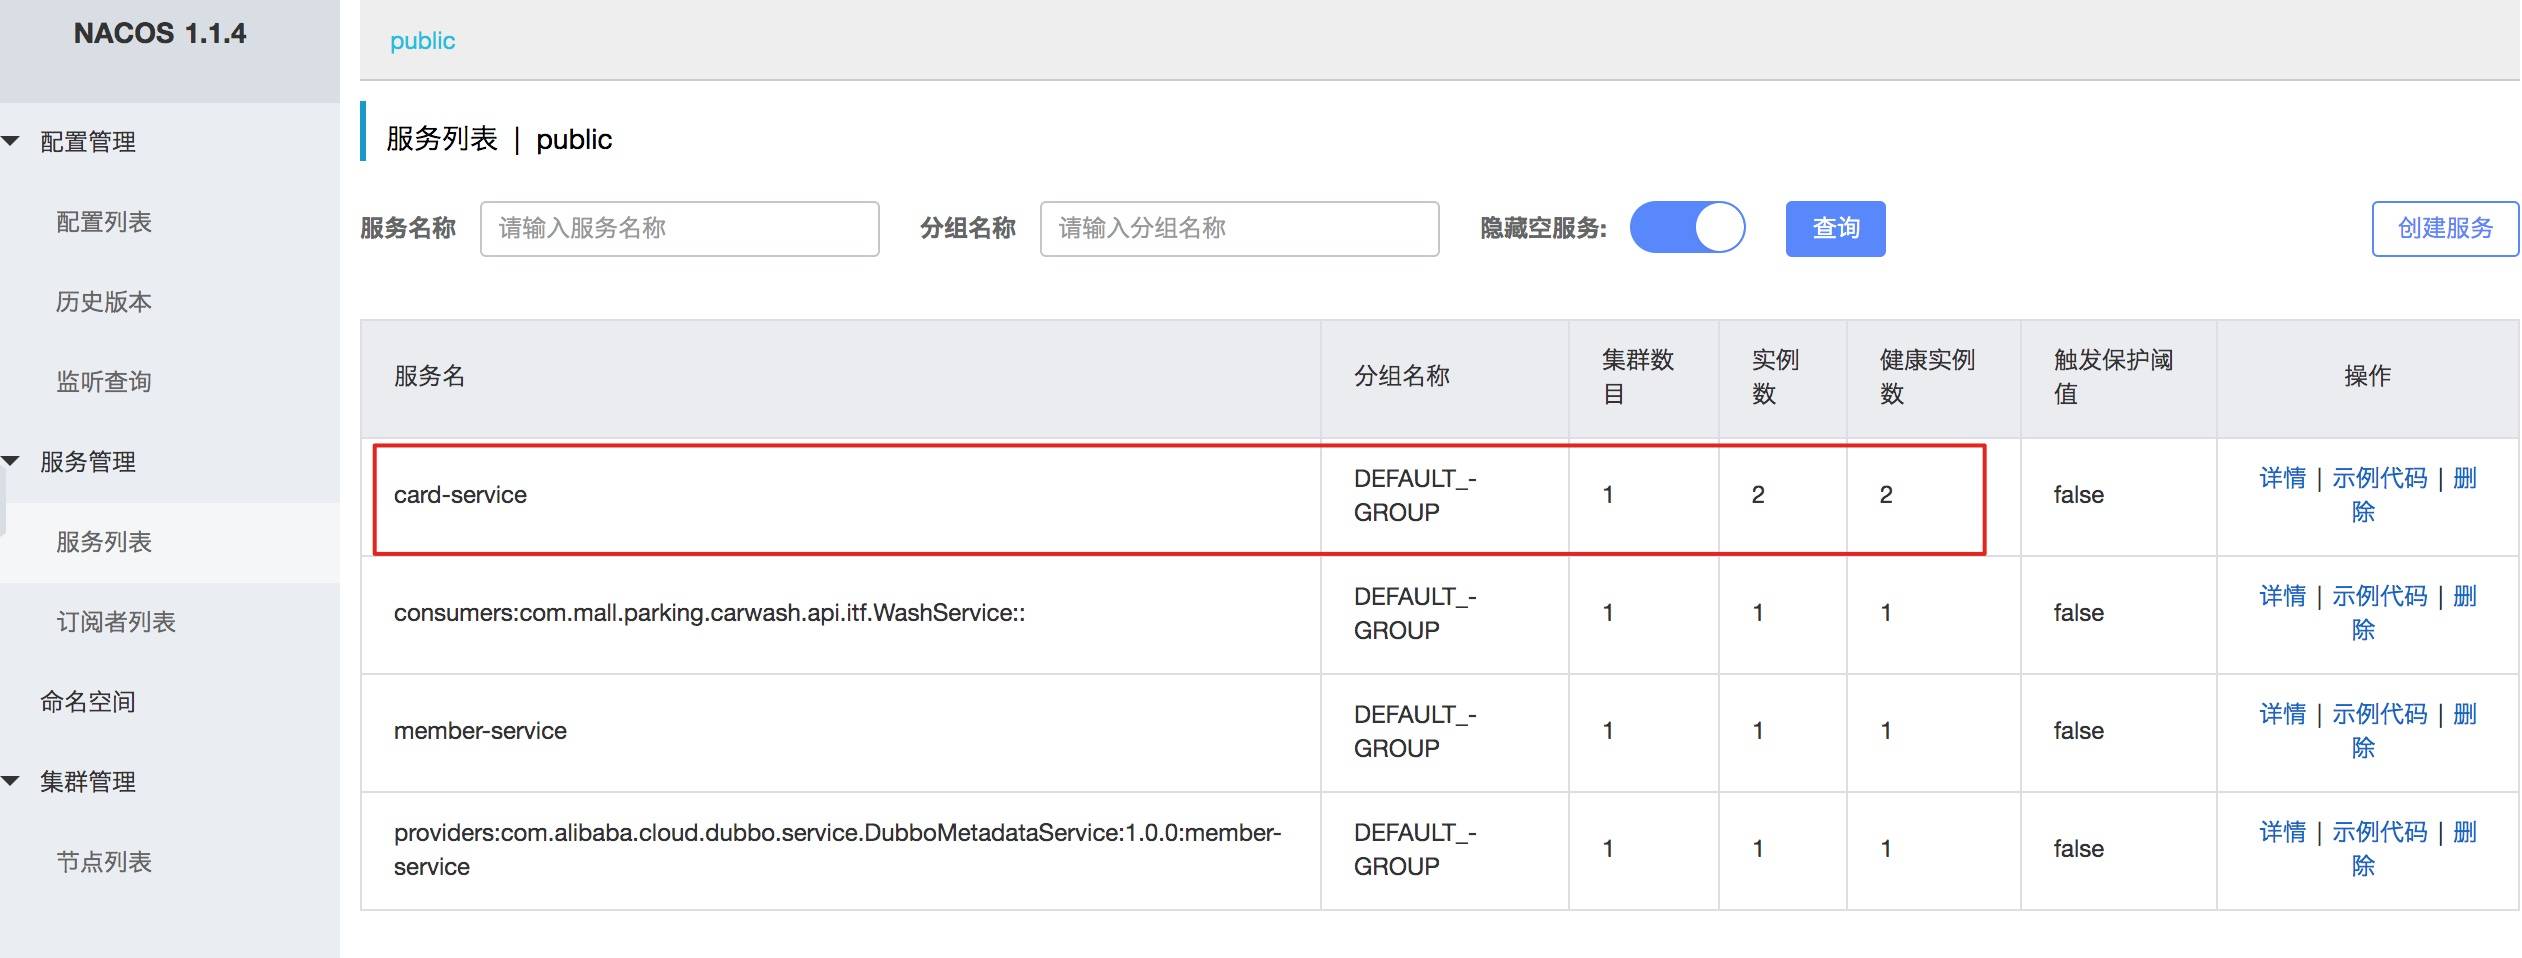 NACOS 1.1.4
配置管理
配置列表
历史版本
监听查询
服务管理
服务列表
订阅者列表
命名空间
集群管理
节点列表
public
服务列表 | public
服务名称 请输入服务名称 分组名称 请输入分组名称 隐藏空服务: 查询 创建服务
服务名 分组名称 集群数 实例 健康实例 触发保护阈 操作
目 数 数 值
card-service DEFAULT_- 1 2 2 false 详情 | 示例代码 | 删
GROUP 除
consumers:com.mall.parking.carwash.api.itf.WashService:: DEFAULT_- 1 1 1 false 详情 | 示例代码 | 删
GROUP 除
member-service DEFAULT_- 1 1 1 false 详情 | 示例代码 | 删
GROUP 除
providers:com.alibaba.cloud.dubbo.service.DubboMetadataService:1.0.0:member- DEFAULT_- 1 1 1 false 详情 | 示例代码 | 删
service GROUP 除